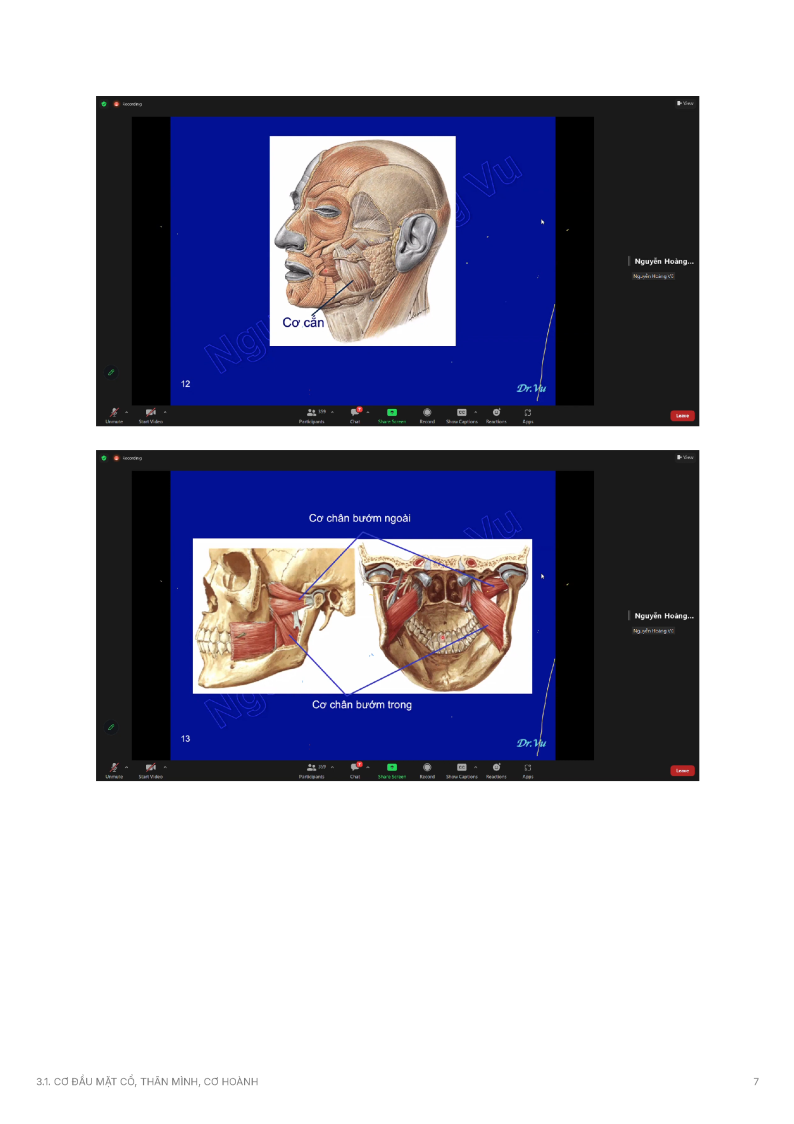 Recording
View
Nguyễn Hoàng...
Nguyễn Hoàng Vũ
Cơ cắn
12
Dr.Vu
Unmute
Start Video
Participants
Chat
Share Screen
Record
Show Captions
Reactions
Apps
Leave
Recording
View
Cơ chân bướm ngoài
Nguyễn Hoàng...
Nguyễn Hoàng Vũ
Cơ chân bướm trong
13
Dr.Vu
Unmute
Start Video
Participants
Chat
Share Screen
Record
Show Captions
Reactions
Apps
Leave
3.1. CƠ ĐẦU MẶT CỔ, THÂN MÌNH, CƠ HOÀNH
7